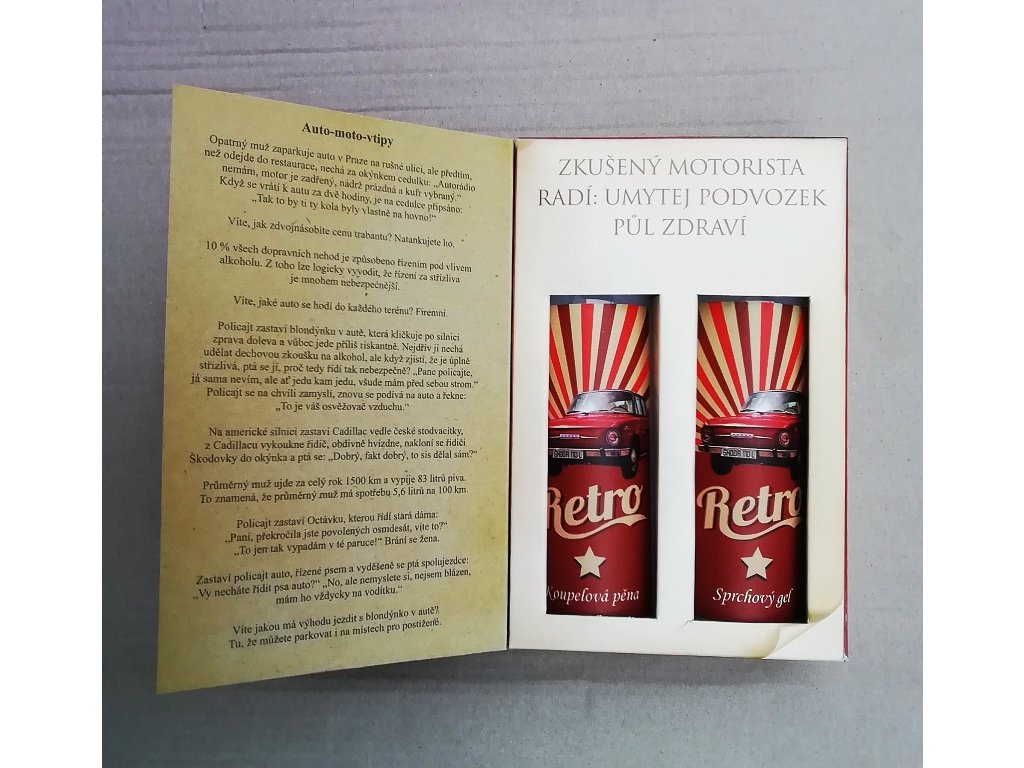 Auto-moto-vtipy
Opatrný muž zaparkuje auto v Praze na rušné ulici, ale předtím,
než odejde do restaurace, nechá za okýnkem cedulku: „Autorádio
nemám, motor je zadřený, nádrž prázdná a kufr vybraný.“
Když se vrátí k autu za dvě hodiny, je na cedulce připsáno:
„Tak to by ti ty kola byly vlastně na hovno!“
Víte, jak zdvojnásobíte cenu trabantu? Natankujete ho.
10 % všech dopravních nehod je způsobeno řízením pod vlivem
alkoholu. Z toho lze logicky vyvodit, že řízení za střízliva
je mnohem nebezpečnější.
Víte, jaké auto se hodí do každého terénu? Firemní.
Policajt zastaví blondýnku v autě, která kličkuje po silnici
zprava doleva a vůbec jede příliš riskantně. Nejdřív jí nechá
udělat dechovou zkoušku na alkohol, ale když zjistí, že je úplně
střízlivá, ptá se jí, proč tedy řídí tak nebezpečně? „Pane policajte,
já sama nevím, ale ať jedu kam jedu, všude mám před sebou strom.“
Policajt se na chvíli zamyslí, znovu se podívá na auto a řekne:
„To je váš osvěžovač vzduchu.“
Na americké silnici zastaví Cadillac vedle české stodvacítky,
z Cadillacu vykoukne řidič, obdivně hvízdne, nakloní se řidiči
Škodovky do okýnka a ptá se: „Dobrý, fakt dobrý, to sis dělal sám?“
Průměrný muž ujde za celý rok 1500 km a vypije 83 litrů piva.
To znamená, že průměrný muž má spotřebu 5,6 litrů na 100 km.
Policajt zastaví Octávku, kterou řídí stará dáma:
„Paní, překročila jste povolených osmdesát, víte to?“
„To jen tak vypadám v té paruce!“ Brání se žena.
Zastaví policajt auto, řízené psem a vyděšeně se ptá spolujezdce:
„Vy necháte řídit psa auto?“ „No, ale nemyslete si, nejsem blázen,
mám ho vždycky na vodítku.“
Víte jakou má výhodu jezdit s blondýnko v autě?
Tu, že můžete parkovat i na místech pro postižené.
ZKUŠENÝ MOTORISTA
RADÍ: UMYTEJ PODVOZEK
PŮL ZDRAVÍ
ŠKODA 110 L
Retro
Koupelová pěna
ŠKODA 110 L
Retro
Sprchový gel